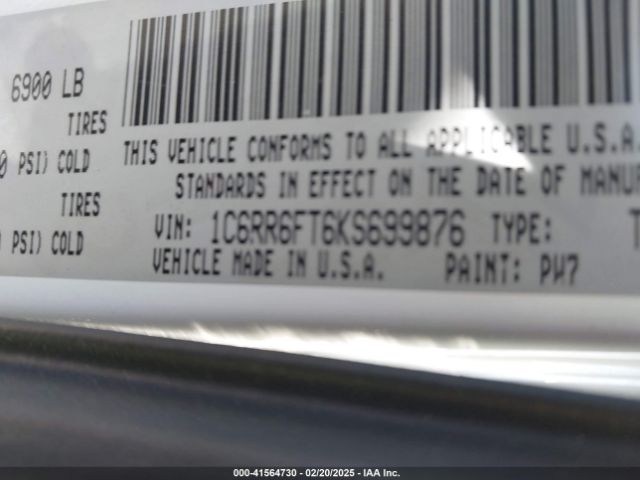 6900 LB
TIRES
PSI) COLD
TIRES
PSI) COLD
THIS VEHICLE CONFORMS TO ALL APPLICABLE U.S.A.
STANDARDS IN EFFECT ON THE DATE OF MANUF
VIN: 1C6RR6FT6KS699876 TYPE: T
VEHICLE MADE IN U.S.A. PAINT: PW7
000-41564730 - 02/20/2025 - IAA Inc.